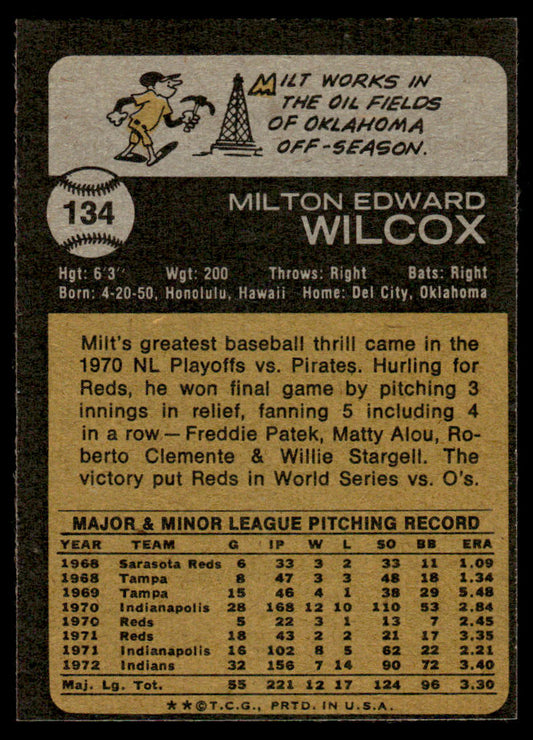 MILT WORKS IN
THE OIL FIELDS
OF OKLAHOMA
OFF-SEASON.
134
MILTON EDWARD
WILCOX
Hgt: 6'3" Wgt: 200 Throws: Right Bats: Right
Born: 4-20-50, Honolulu, Hawaii Home: Del City, Oklahoma
Milt's greatest baseball thrill came in the
1970 NL Playoffs vs. Pirates. Hurling for
Reds, he won final game by pitching 3
innings in relief, fanning 5 including 4
in a row — Freddie Patek, Matty Alou, Ro-
berto Clemente & Willie Stargell. The
victory put Reds in World Series vs. O's.
MAJOR & MINOR LEAGUE PITCHING RECORD
YEAR TEAM G IP W L SO BB ERA
1968 Sarasota Reds 6 33 3 2 33 11 1.09
1968 Tampa 8 47 3 3 48 18 1.34
1969 Tampa 15 46 4 1 38 29 5.48
1970 Indianapolis 28 168 12 10 110 53 2.84
1970 Reds 5 22 3 1 13 7 2.45
1971 Reds 18 43 2 2 21 17 3.35
1971 Indianapolis 16 102 8 5 62 22 2.21
1972 Indians 32 156 7 14 90 72 3.40
Maj. Lg. Tot. 55 221 12 17 124 96 3.30
★★©T.C.G., PRTD. IN U.S.A.